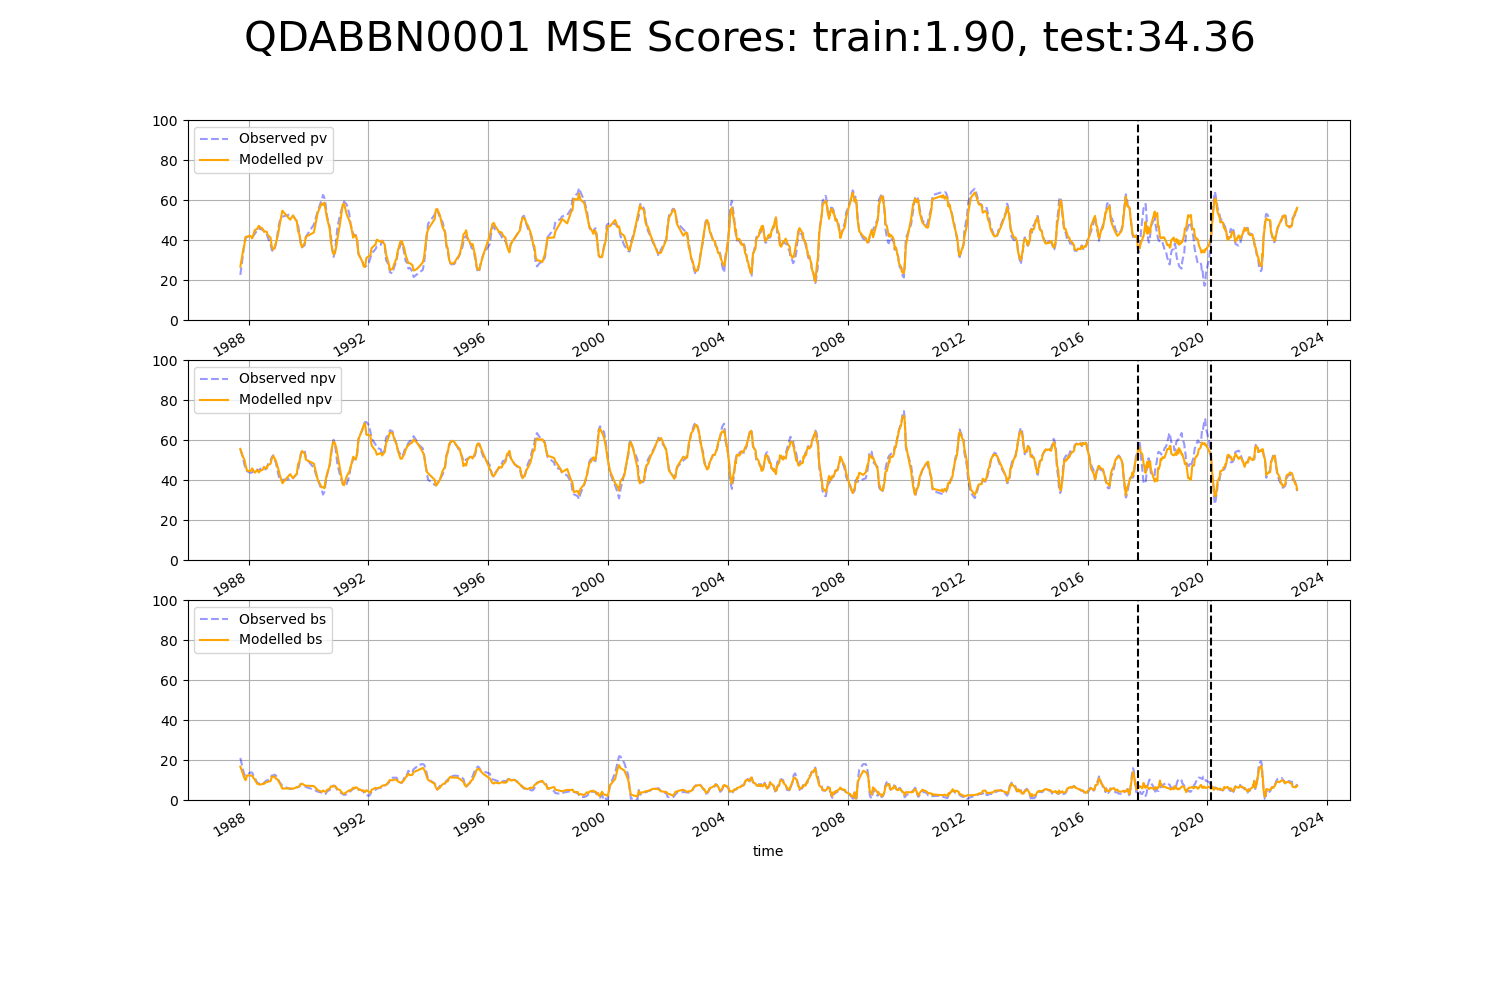 QDABBN0001 MSE Scores: train:1.90, test:34.36
100
80
60
40
20
0
Observed pv
Modelled pv
1988 1992 1996 2000 2004 2008 2012 2016 2020 2024
100
80
60
40
20
0
Observed npv
Modelled npv
1988 1992 1996 2000 2004 2008 2012 2016 2020 2024
100
80
60
40
20
0
Observed bs
Modelled bs
1988 1992 1996 2000 2004 2008 2012 2016 2020 2024
time